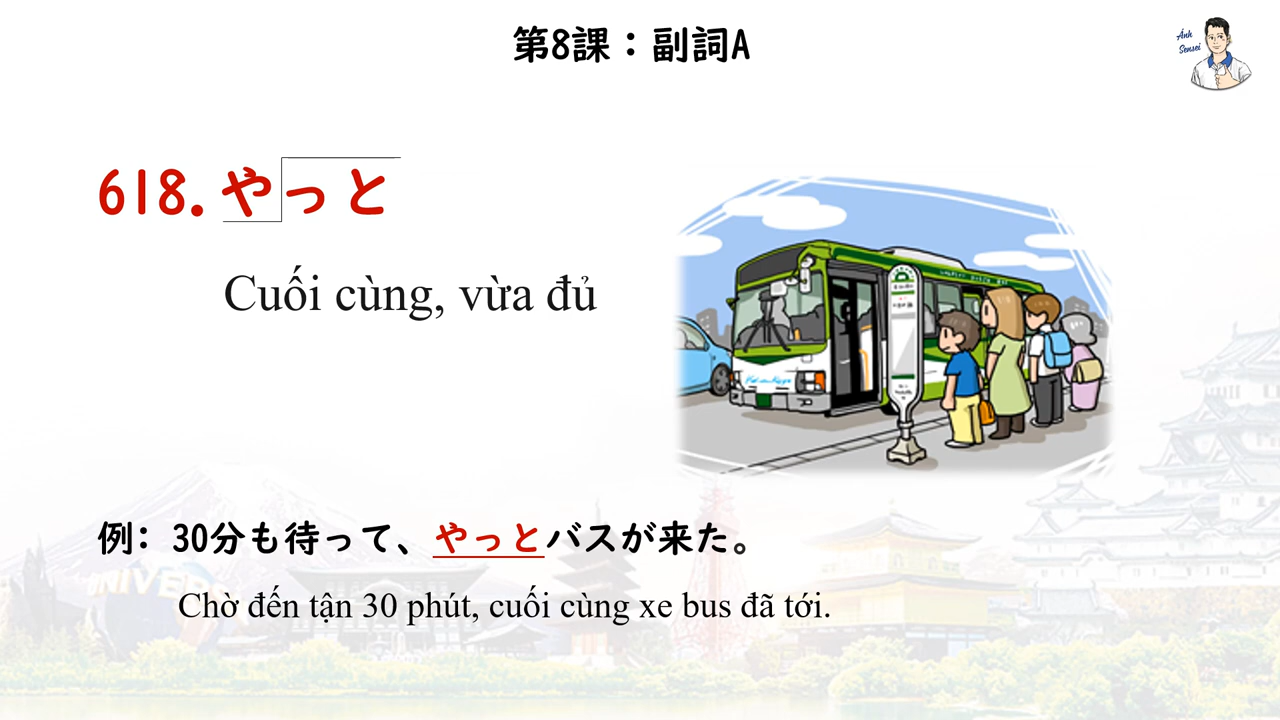 第8課：副詞A
Ánh
Sensei
618. やっと
Cuối cùng, vừa đủ
例: 30分も待って、やっとバスが来た。
Chờ đến tận 30 phút, cuối cùng xe bus đã tới.